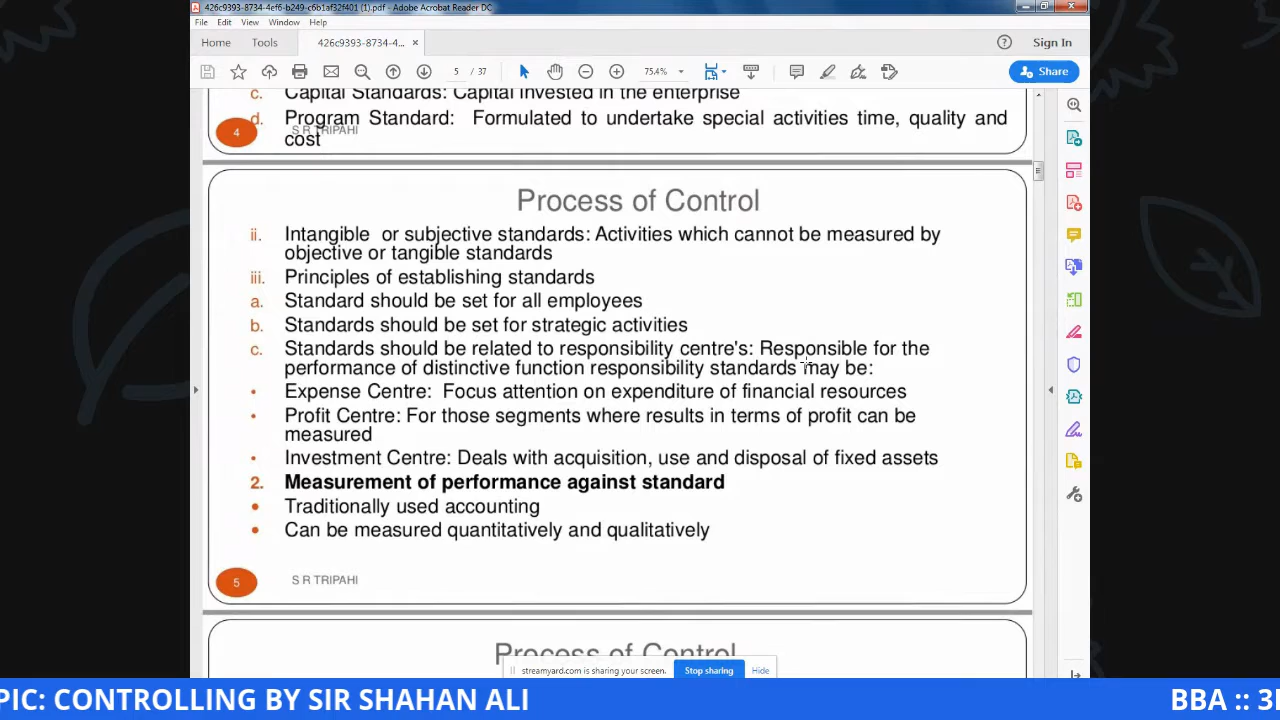 426c9393-8734-4ef6-b249-c6b1af32f401 (1).pdf - Adobe Acrobat Reader DC
File Edit View Window Help
Home Tools 426c9393-8734-4... × Sign In
5 / 37 75.4% Share
c. Capital Standards: Capital Invested in the enterprise
d. Program Standard: Formulated to undertake special activities time, quality and
cost
4 S R TRIPAHI
Process of Control
ii. Intangible or subjective standards: Activities which cannot be measured by
objective or tangible standards
iii. Principles of establishing standards
a. Standard should be set for all employees
b. Standards should be set for strategic activities
c. Standards should be related to responsibility centre's: Responsible for the
performance of distinctive function responsibility standards may be:
• Expense Centre: Focus attention on expenditure of financial resources
• Profit Centre: For those segments where results in terms of profit can be
measured
• Investment Centre: Deals with acquisition, use and disposal of fixed assets
2. Measurement of performance against standard
• Traditionally used accounting
• Can be measured quantitatively and qualitatively
5 S R TRIPAHI
Process of Control
streamyard.com is sharing your screen. Stop sharing Hide
PIC: CONTROLLING BY SIR SHAHAN ALI BBA :: 3